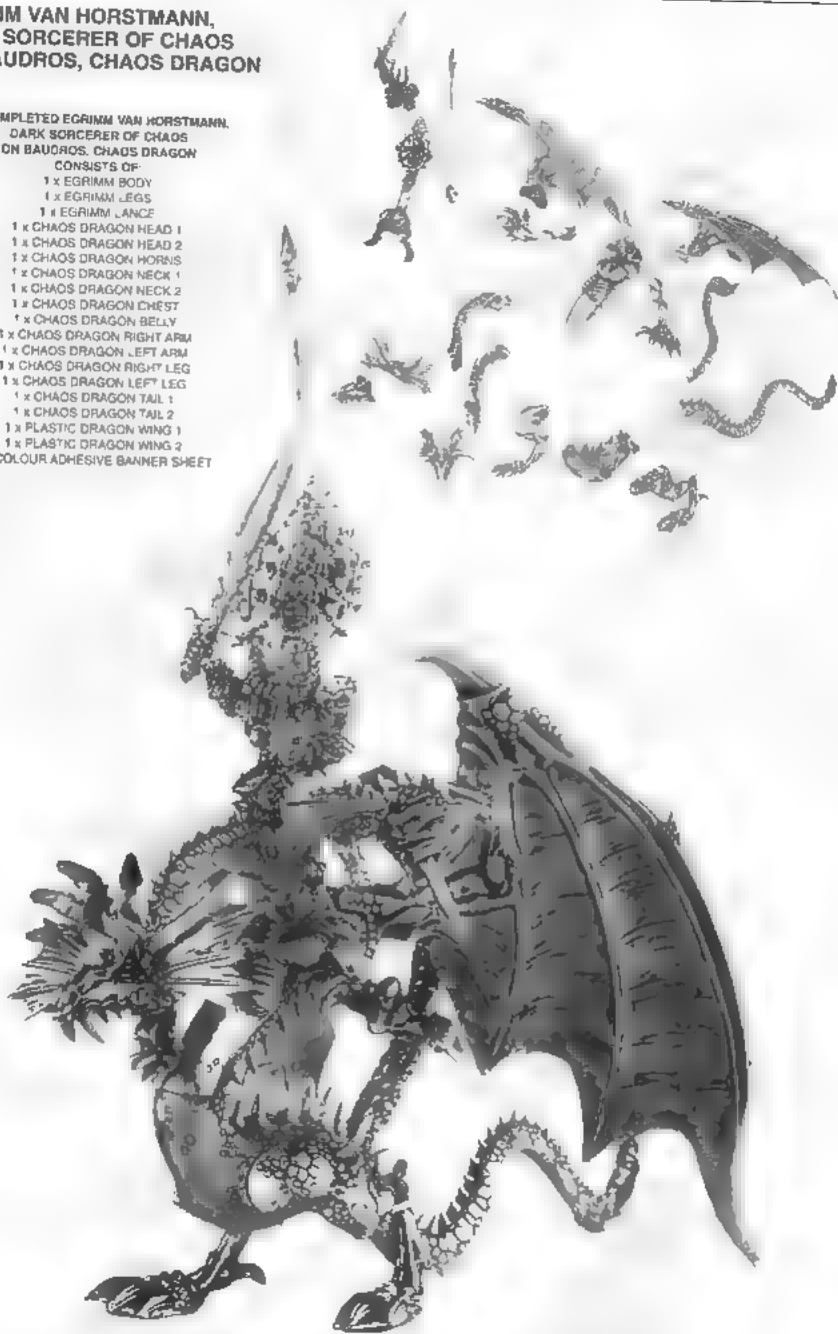 IM VAN HORSTMANN,
SORCERER OF CHAOS
AUDROS, CHAOS DRAGON
MPLETED EGRIMM VAN HORSTMANN,
DARK SORCERER OF CHAOS
ON BAUDROS, CHAOS DRAGON
CONSISTS OF:
1 x EGRIMM BODY
1 x EGRIMM LEGS
1 x EGRIMM LANCE
1 x CHAOS DRAGON HEAD 1
1 x CHAOS DRAGON HEAD 2
1 x CHAOS DRAGON HORNS
1 x CHAOS DRAGON NECK 1
1 x CHAOS DRAGON NECK 2
1 x CHAOS DRAGON CHEST
1 x CHAOS DRAGON BELLY
1 x CHAOS DRAGON RIGHT ARM
1 x CHAOS DRAGON LEFT ARM
1 x CHAOS DRAGON RIGHT LEG
1 x CHAOS DRAGON LEFT LEG
1 x CHAOS DRAGON TAIL 1
1 x CHAOS DRAGON TAIL 2
1 x PLASTIC DRAGON WING 1
1 x PLASTIC DRAGON WING 2
COLOUR ADHESIVE BANNER SHEET